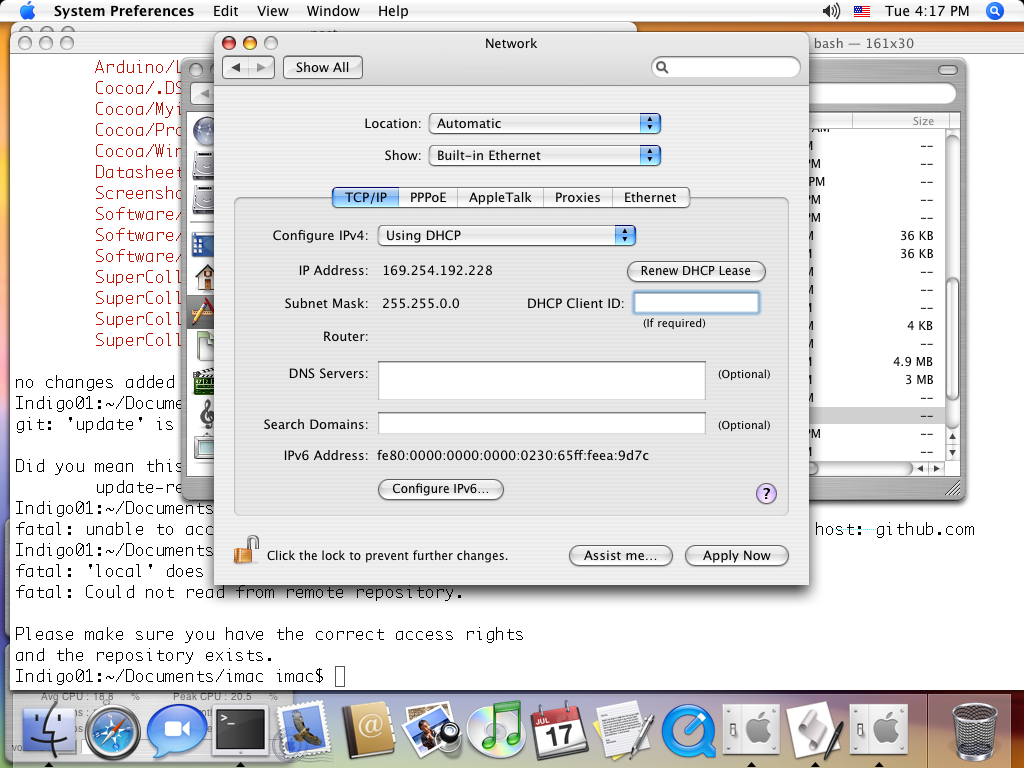 System Preferences Edit View Window Help Tue 4:17 PM
bash — 161x30
Network
Show All
Size
Arduino/L
Cocoa/.DS
Cocoa/Myi
Cocoa/Pro
Cocoa/Win
Datasheet
Screensho
Software/
Software/
Software/
SuperColl
SuperColl
SuperColl
SuperColl
Location: Automatic
Show: Built-in Ethernet
TCP/IP PPPoE AppleTalk Proxies Ethernet
Configure IPv4: Using DHCP
IP Address: 169.254.192.228 Renew DHCP Lease
Subnet Mask: 255.255.0.0 DHCP Client ID:
(If required)
Router:
DNS Servers: (Optional)
Search Domains: (Optional)
IPv6 Address: fe80:0000:0000:0000:0230:65ff:feea:9d7c
Configure IPv6...
?
Click the lock to prevent further changes. Assist me... Apply Now
AM
M --
PM --
PM --
M --
PM --
M 36 KB
M 36 KB
M --
M --
M --
M 4 KB
M --
M 4.9 MB
M 3 MB
M --
--
PM --
M --
no changes added
Indigo01:~/Docume
git: 'update' is
Did you mean this
update-re
Indigo01:~/Documents
fatal: unable to acc host: github.com
Indigo01:~/Documents
fatal: 'local' does
fatal: Could not read from remote repository.
Please make sure you have the correct access rights
and the repository exists.
Indigo01:~/Documents/imac imac$
Avg CPU : 18.8 % Peak CPU : 20.5 %
JUL
17